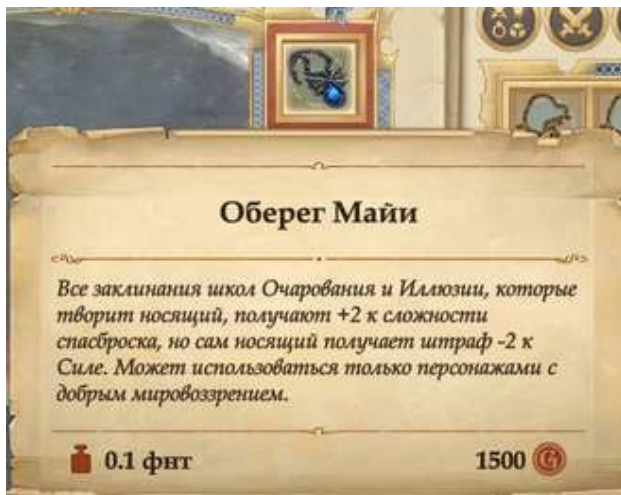 Оберег Майи
Все заклинания школ Очарования и Иллюзии, которые
творит носящий, получают +2 к сложности
спасброска, но сам носящий получает штраф -2 к
Силе. Может использоваться только персонажами с
добрым мировоззрением.
0.1 фнт
1500